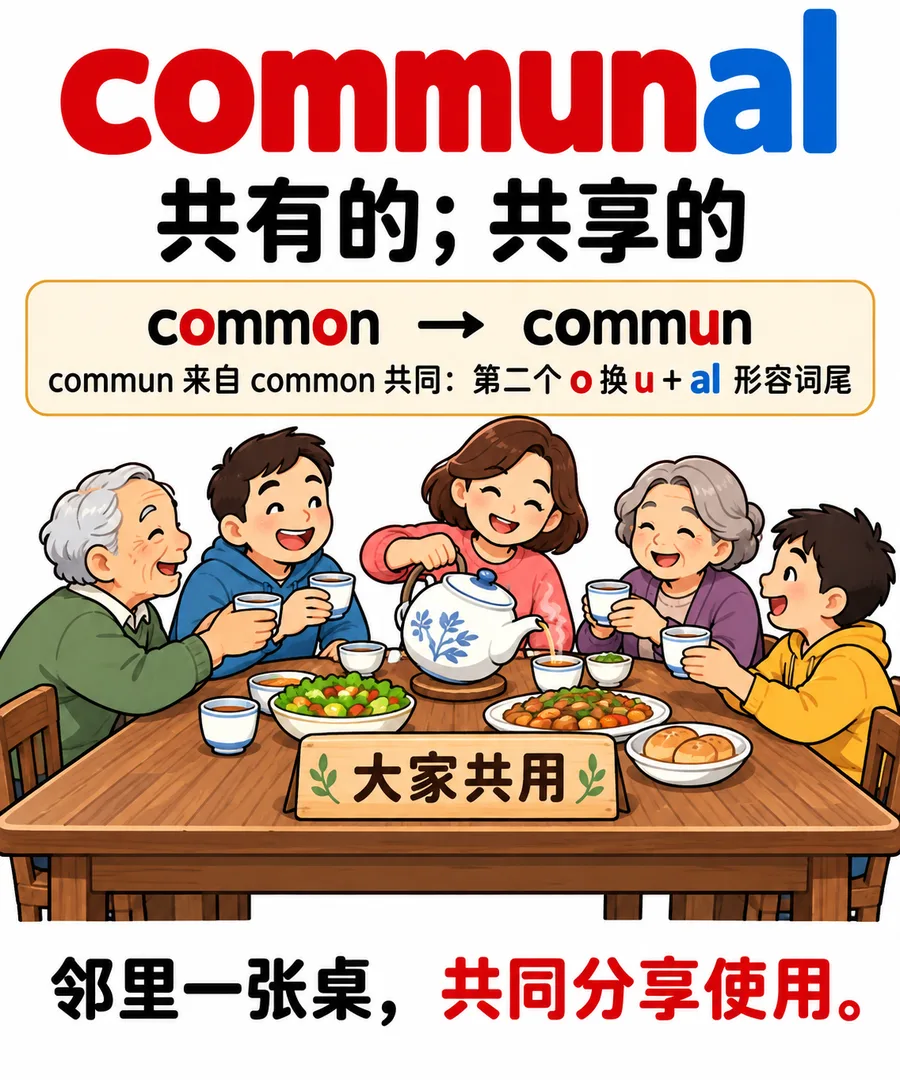 communal
共有的；共享的
common → commun
commun 来自 common 共同：第二个 o 换 u + al 形容词尾
大家共用
邻里一张桌，共同分享使用。